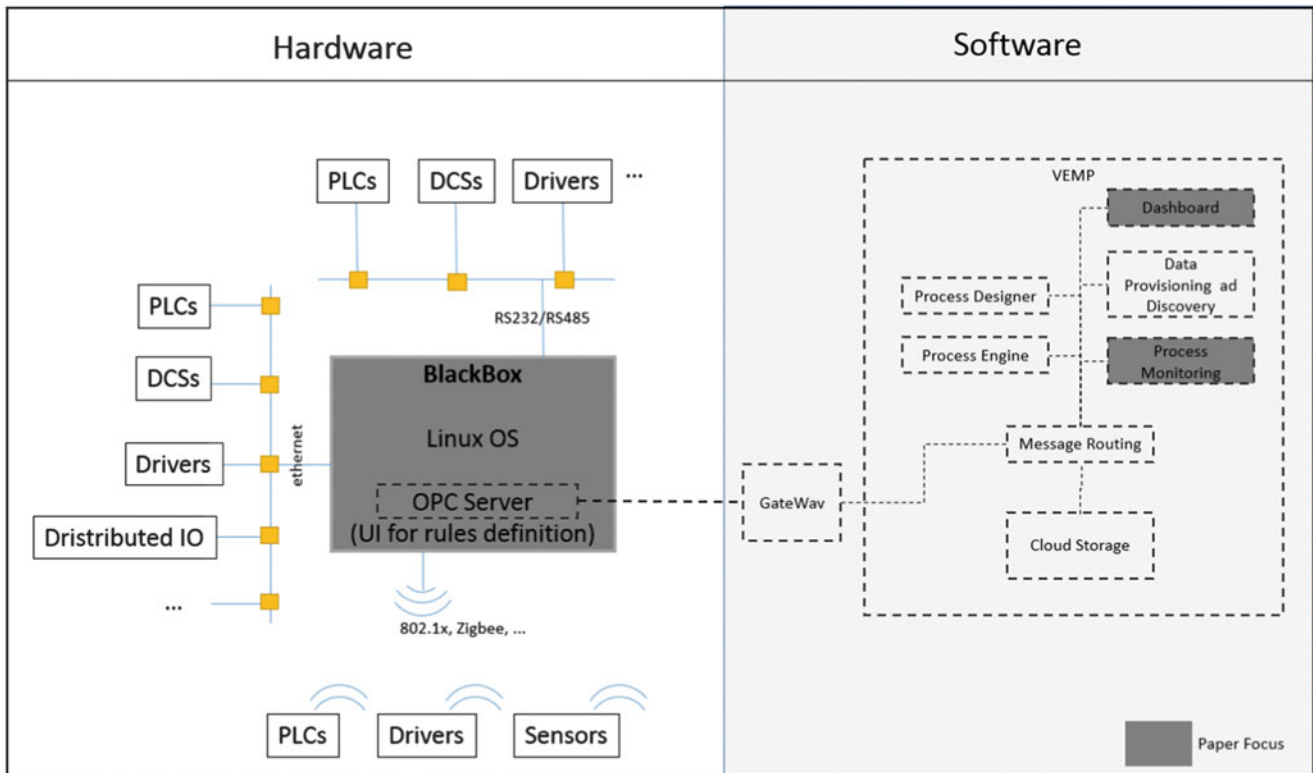 Hardware
Software
PLCs
DCSs
Drivers
...
RS232/RS485
PLCs
DCSs
Drivers
Dristributed IO
...
ethernet
BlackBox
Linux OS
OPC Server
(UI for rules definition)
802.1x, Zigbee, ...
PLCs
Drivers
Sensors
GateWav
VEMP
Dashboard
Data
Provisioning ad
Discovery
Process Designer
Process Engine
Process
Monitoring
Message Routing
Cloud Storage
Paper Focus